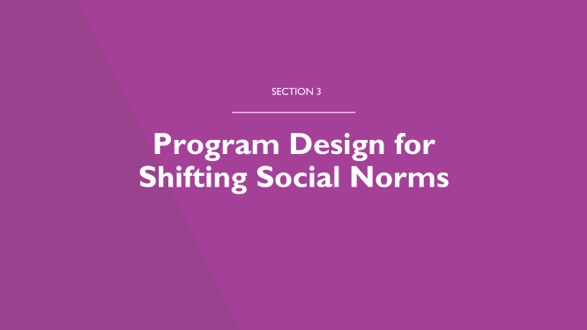 SECTION 3
Program Design for
Shifting Social Norms